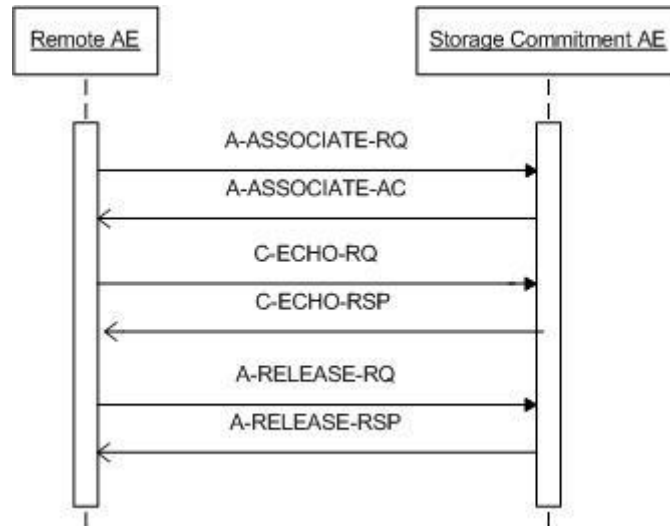 Remote AE
Storage Commitment AE
A-ASSOCIATE-RQ
A-ASSOCIATE-AC
C-ECHO-RQ
C-ECHO-RSP
A-RELEASE-RQ
A-RELEASE-RSP